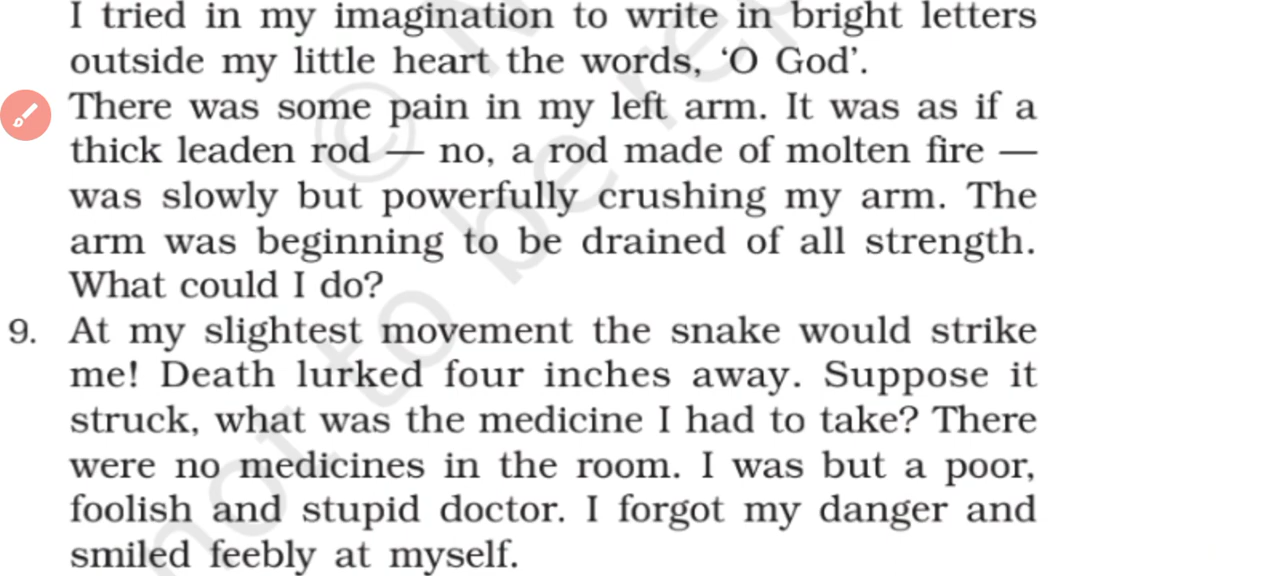 I tried in my imagination to write in bright letters
outside my little heart the words, ‘O God’.
There was some pain in my left arm. It was as if a
thick leaden rod — no, a rod made of molten fire —
was slowly but powerfully crushing my arm. The
arm was beginning to be drained of all strength.
What could I do?
9. At my slightest movement the snake would strike
me! Death lurked four inches away. Suppose it
struck, what was the medicine I had to take? There
were no medicines in the room. I was but a poor,
foolish and stupid doctor. I forgot my danger and
smiled feebly at myself.